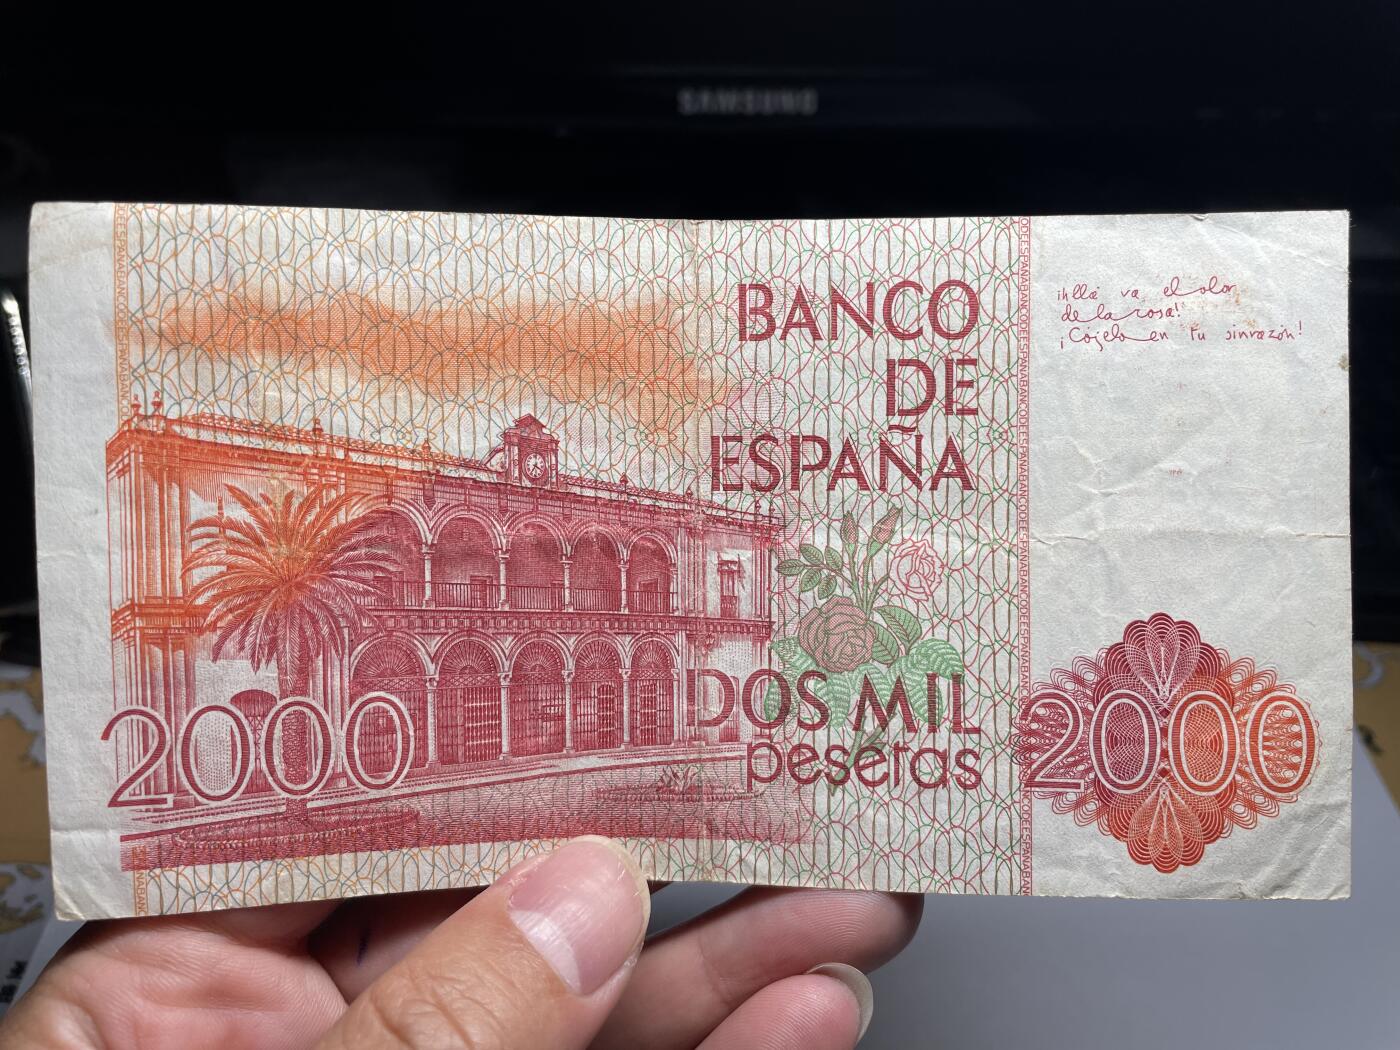 SAMSUNG
BANCO
DE
ESPAÑA
DOS MIL
pesetas
2000
¡Allá va el olor
de la rosa!
¡Cójelo en tu sinrazón!
2000